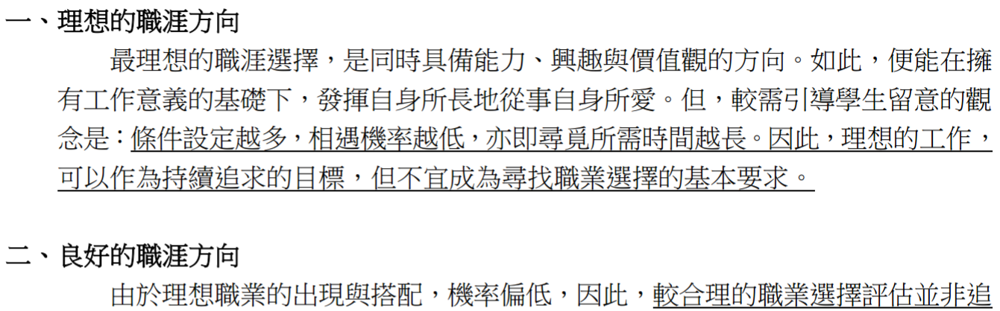 一、理想的職涯方向
最理想的職涯選擇，是同時具備能力、興趣與價值觀的方向。如此，便能在擁
有工作意義的基礎下，發揮自身所長地從事自身所愛。但，較需引導學生留意的觀
念是：條件設定越多，相遇機率越低，亦即尋覓所需時間越長。因此，理想的工作，
可以作為持續追求的目標，但不宜成為尋找職業選擇的基本要求。
二、良好的職涯方向
由於理想職業的出現與搭配，機率偏低，因此，較合理的職業選擇評估並非追